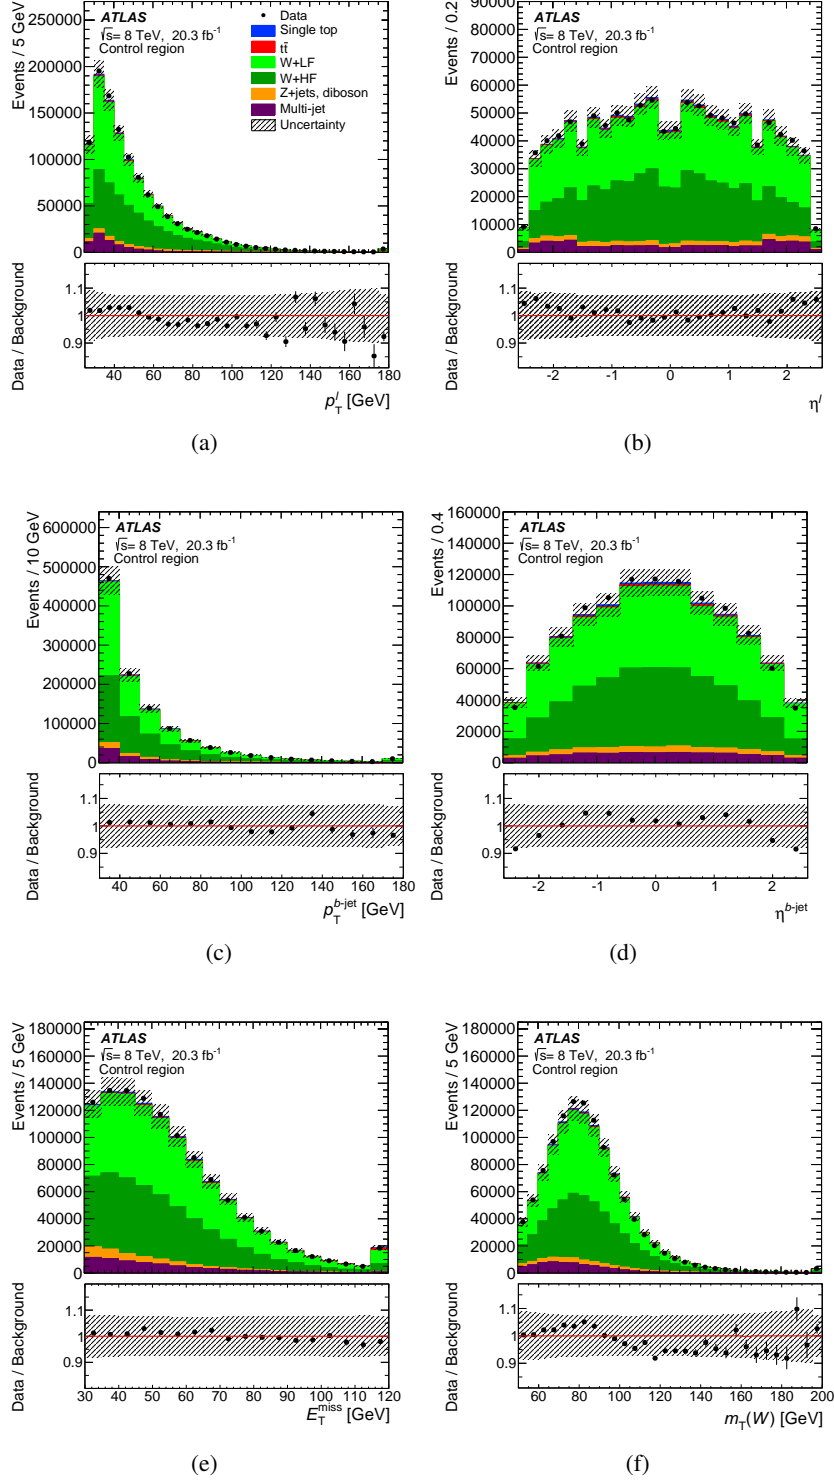 Events / 5 GeV
250000
200000
150000
100000
50000
0
ATLAS
√s= 8 TeV, 20.3 fb⁻¹
Control region
Data
Single top
tt̄
W+LF
W+HF
Z+jets, diboson
Multi-jet
Uncertainty
Data / Background
1.1
1
0.9
40 60 80 100 120 140 160 180
p_T^l [GeV]
(a)
Events / 0.2
90000
80000
70000
60000
50000
40000
30000
20000
10000
0
ATLAS
√s= 8 TeV, 20.3 fb⁻¹
Control region
Data / Background
1.1
1
0.9
-2 -1 0 1 2
η^l
(b)
Events / 10 GeV
600000
500000
400000
300000
200000
100000
0
ATLAS
√s= 8 TeV, 20.3 fb⁻¹
Control region
Data / Background
1.1
1
0.9
40 60 80 100 120 140 160 180
p_T^b-jet [GeV]
(c)
Events / 0.4
160000
140000
120000
100000
80000
60000
40000
20000
0
ATLAS
√s= 8 TeV, 20.3 fb⁻¹
Control region
Data / Background
1.1
1
0.9
-2 -1 0 1 2
η^b-jet
(d)
Events / 5 GeV
180000
160000
140000
120000
100000
80000
60000
40000
20000
0
ATLAS
√s= 8 TeV, 20.3 fb⁻¹
Control region
Data / Background
1.1
1
0.9
30 40 50 60 70 80 90 100 110 120
E_T^miss [GeV]
(e)
Events / 5 GeV
180000
160000
140000
120000
100000
80000
60000
40000
20000
0
ATLAS
√s= 8 TeV, 20.3 fb⁻¹
Control region
Data / Background
1.1
1
0.9
60 80 100 120 140 160 180 200
m_T(W) [GeV]
(f)